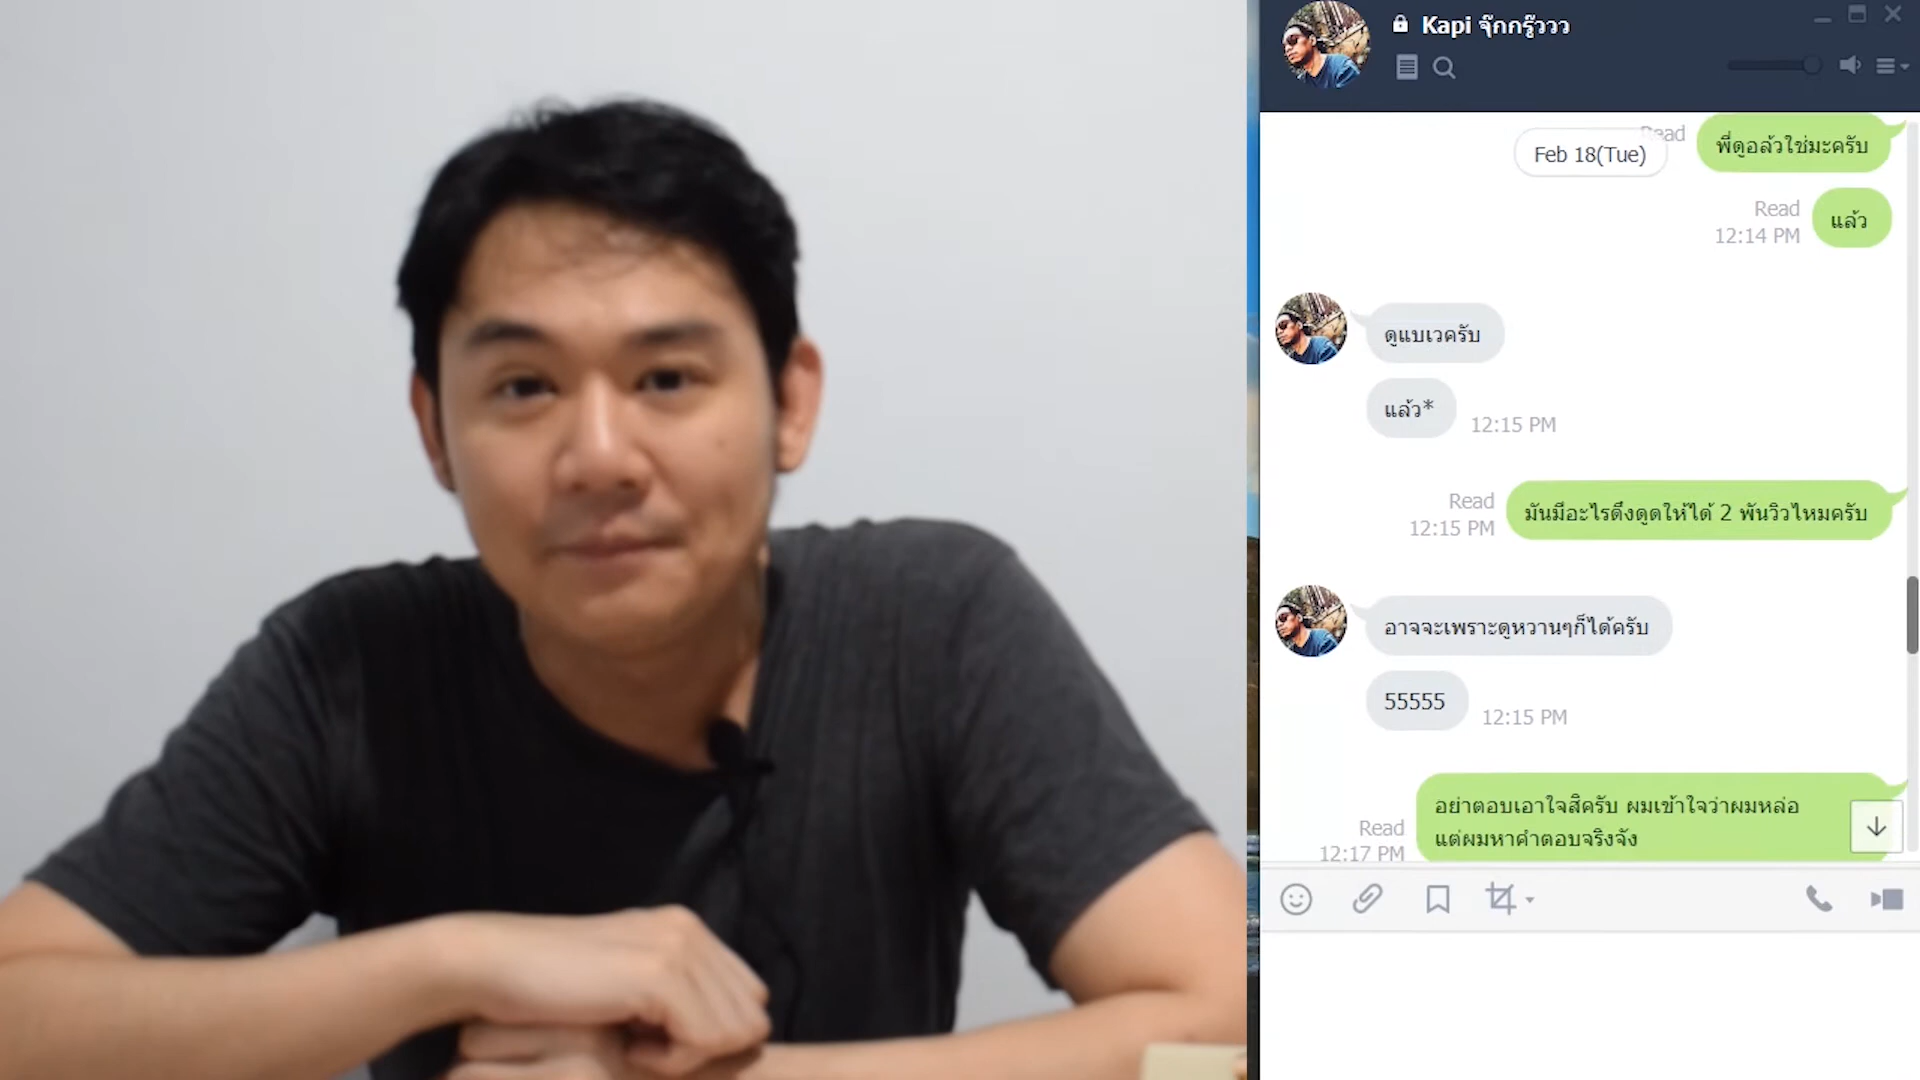 Kapi จุ๊กกรู๊ววว
Read
พี่ดูอล้วใช่มะครับ
Feb 18(Tue)
Read
12:14 PM
แล้ว
ดูแบเวครับ
แล้ว*
12:15 PM
Read
12:15 PM
มันมีอะไรดึงดูดให้ได้ 2 พันวิวไหมครับ
อาจจะเพราะดูหวานๆก็ได้ครับ
55555
12:15 PM
อย่าตอบเอาใจสิครับ ผมเข้าใจว่าผมหล่อ
แต่ผมหาคำตอบจริงจัง
Read
12:17 PM